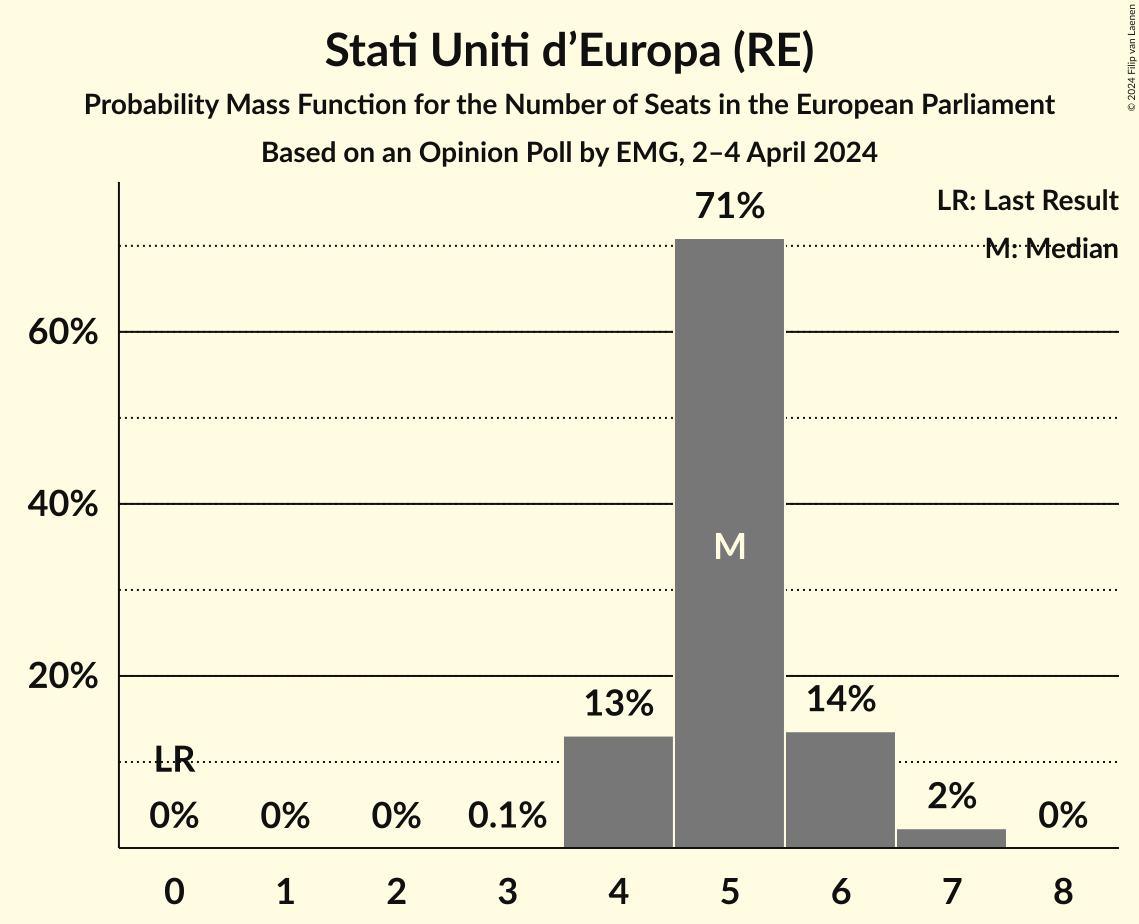 © 2024 Filip van Laenen
Stati Uniti d’Europa (RE)
Probability Mass Function for the Number of Seats in the European Parliament
Based on an Opinion Poll by EMG, 2–4 April 2024
LR: Last Result
M: Median
71%
60%
40%
M
20%
13%
14%
LR
0%
0%
0%
0.1%
2%
0%
0 1 2 3 4 5 6 7 8